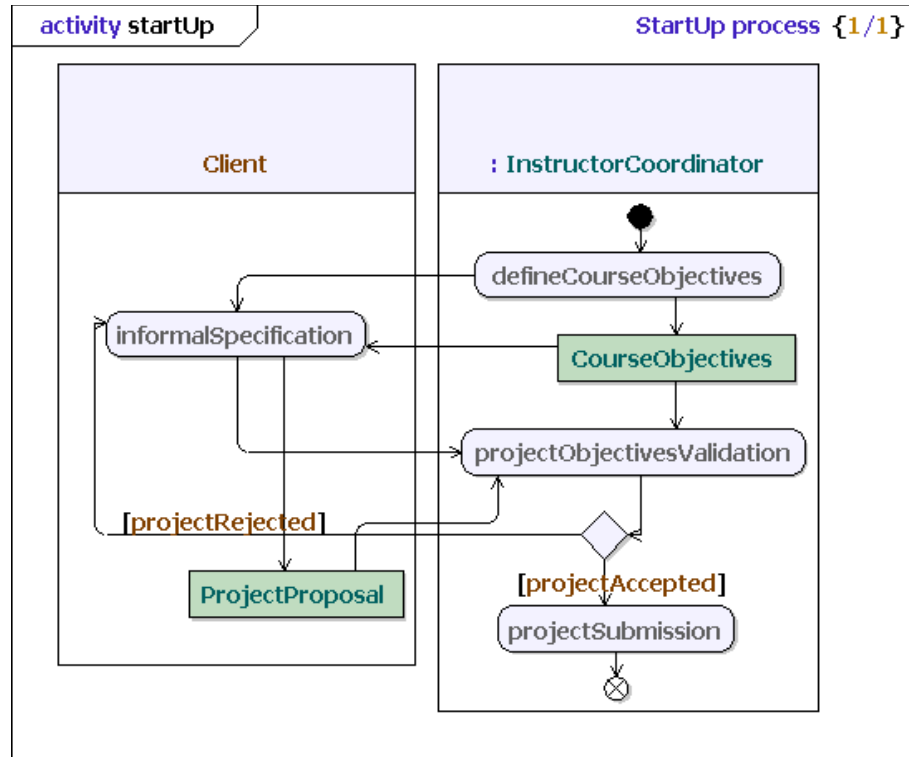 activity startUp
StartUp process {1/1}
Client
: InstructorCoordinator
defineCourseObjectives
informalSpecification
CourseObjectives
projectObjectivesValidation
[projectRejected]
[projectAccepted]
ProjectProposal
projectSubmission